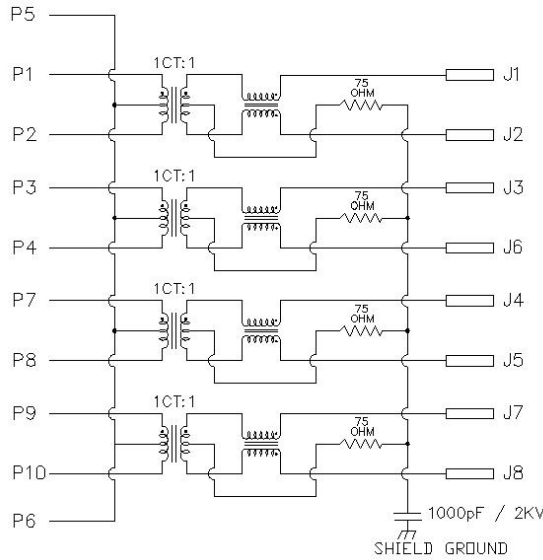 P5
1CT:1
P1
75
OHM
J1
P2
J2
1CT:1
P3
75
OHM
J3
P4
J6
1CT:1
P7
75
OHM
J4
P8
J5
1CT:1
P9
75
OHM
J7
P10
J8
P6
1000pF / 2KV
SHIELD GROUND